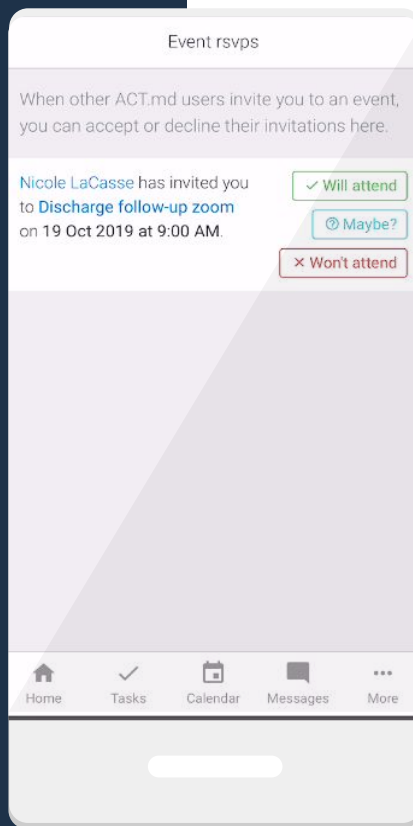 Event rsvps
When other ACT.md users invite you to an event,
you can accept or decline their invitations here.
Nicole LaCasse has invited you
to Discharge follow-up zoom
on 19 Oct 2019 at 9:00 AM.
Will attend
Maybe?
Won't attend
Home Tasks Calendar Messages More